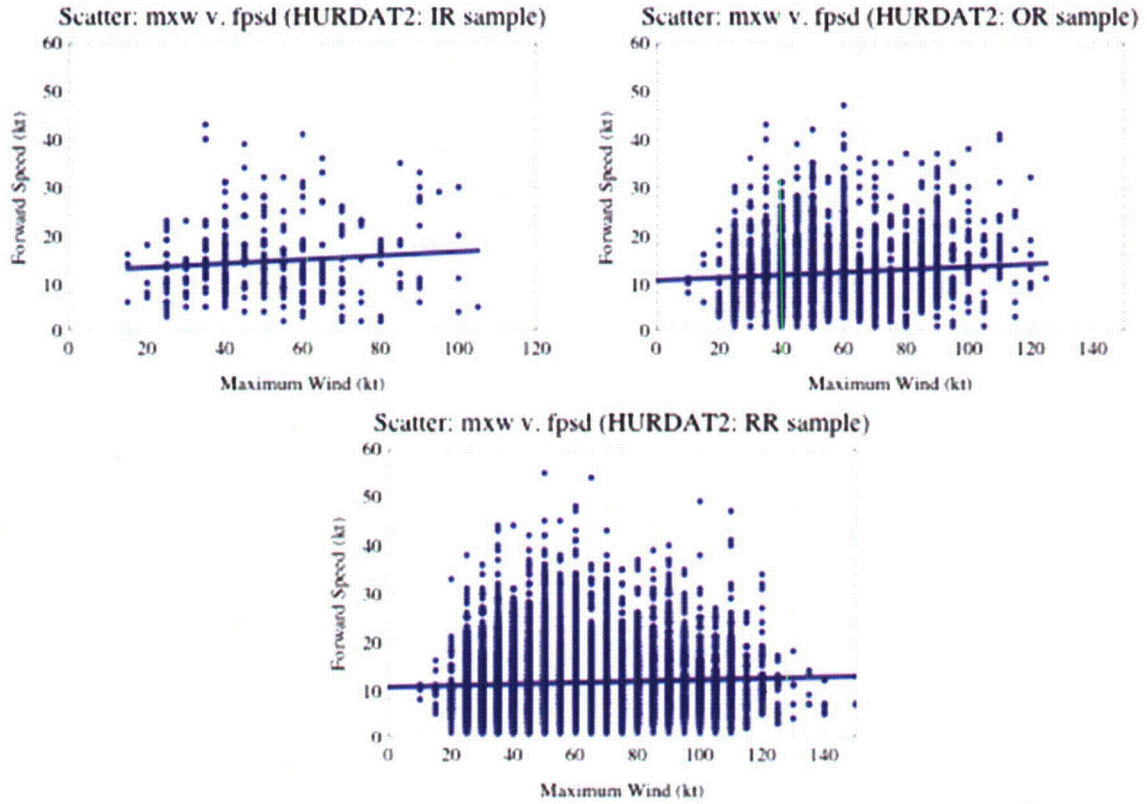 Scatter: mxw v. fpsd (HURDAT2: IR sample)
60
50
40
30
20
10
0
Forward Speed (kt)
0 20 40 60 80 100 120
Maximum Wind (kt)
Scatter: mxw v. fpsd (HURDAT2: OR sample)
60
50
40
30
20
10
0
Forward Speed (kt)
0 20 40 60 80 100 120 140
Maximum Wind (kt)
Scatter: mxw v. fpsd (HURDAT2: RR sample)
60
50
40
30
20
10
0
Forward Speed (kt)
0 20 40 60 80 100 120 140
Maximum Wind (kt)